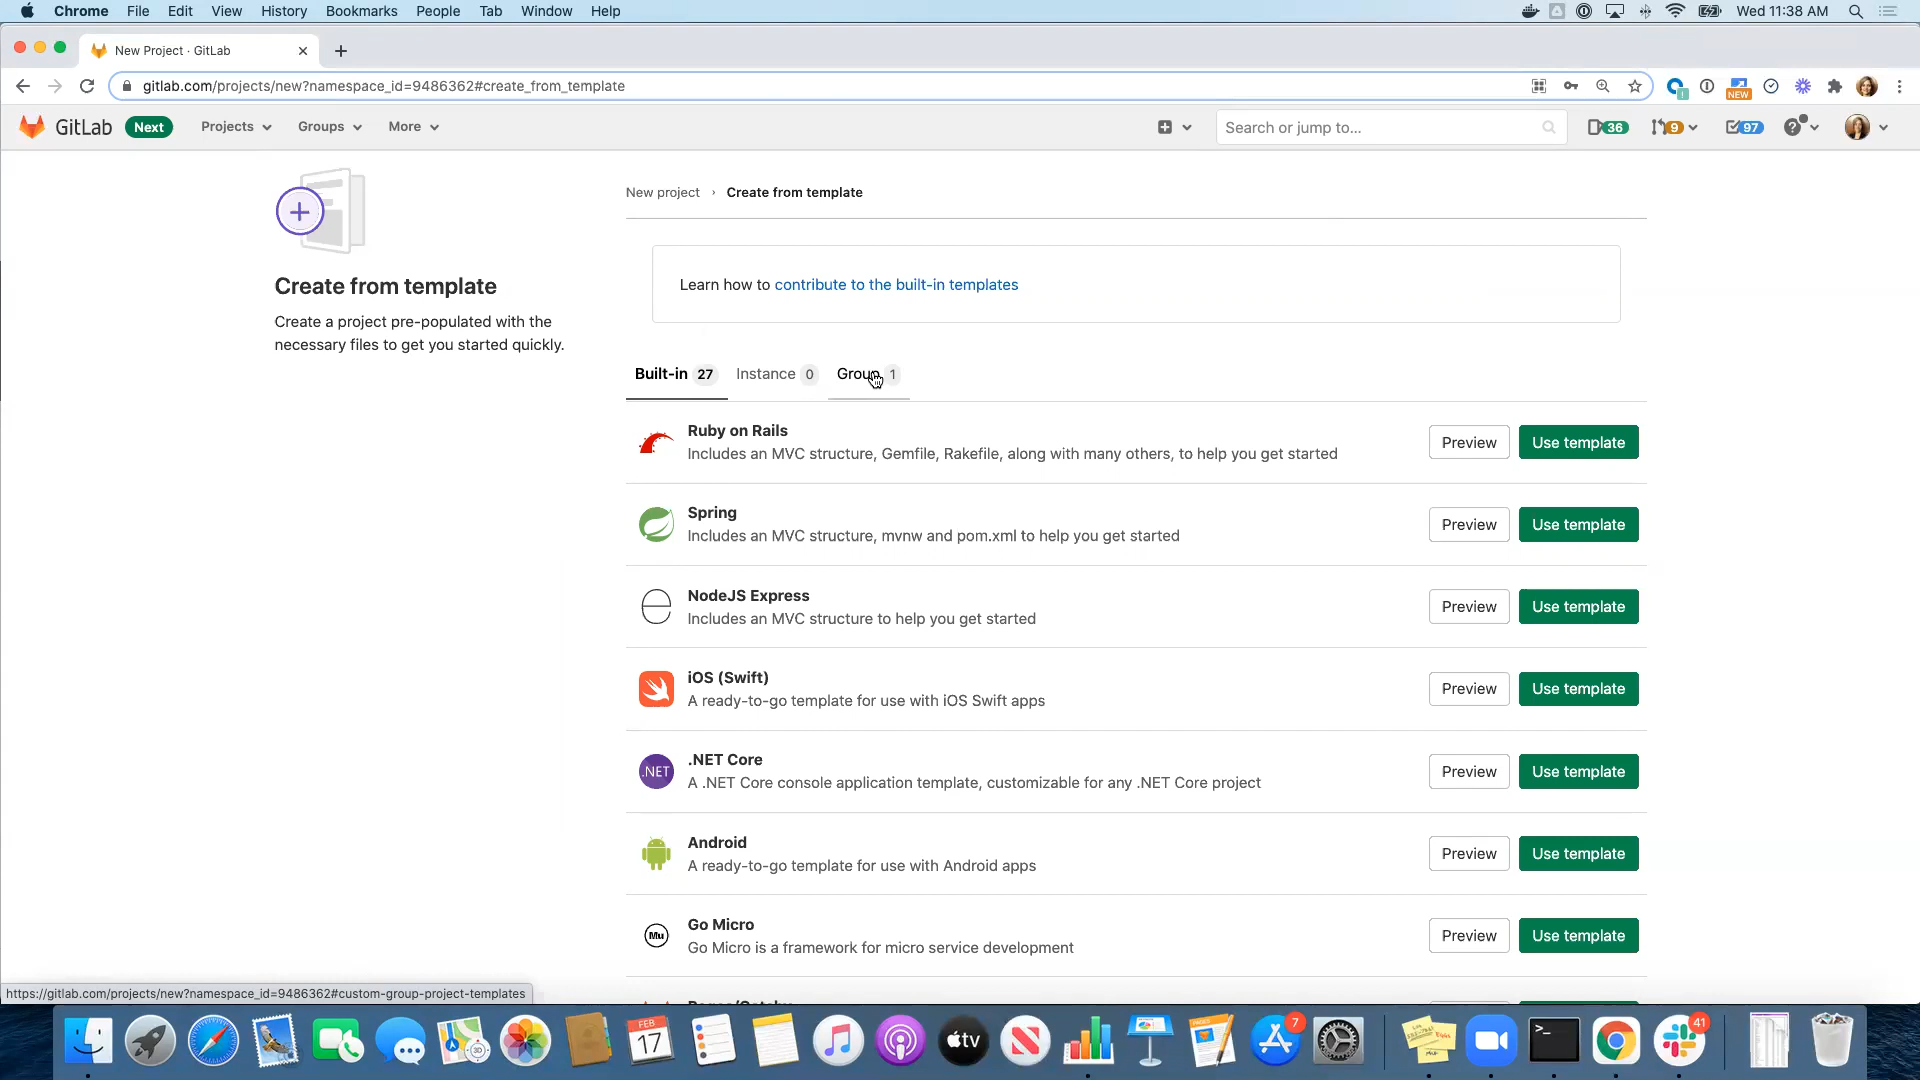 Chrome File Edit View History Bookmarks People Tab Window Help Wed 11:38 AM
New Project · GitLab
gitlab.com/projects/new?namespace_id=9486362#create_from_template
NEW
GitLab Next Projects Groups More Search or jump to... 36 9 97
New project › Create from template
Learn how to contribute to the built-in templates
Create from template
Create a project pre-populated with the
necessary files to get you started quickly.
Built-in 27 Instance 0 Group 1
Ruby on Rails
Includes an MVC structure, Gemfile, Rakefile, along with many others, to help you get started
Preview Use template
Spring
Includes an MVC structure, mvnw and pom.xml to help you get started
Preview Use template
NodeJS Express
Includes an MVC structure to help you get started
Preview Use template
iOS (Swift)
A ready-to-go template for use with iOS Swift apps
Preview Use template
.NET
.NET Core
A .NET Core console application template, customizable for any .NET Core project
Preview Use template
Android
A ready-to-go template for use with Android apps
Preview Use template
Mu
Go Micro
Go Micro is a framework for micro service development
Preview Use template
https://gitlab.com/projects/new?namespace_id=9486362#custom-group-project-templates
FEB
17
tv
7
41